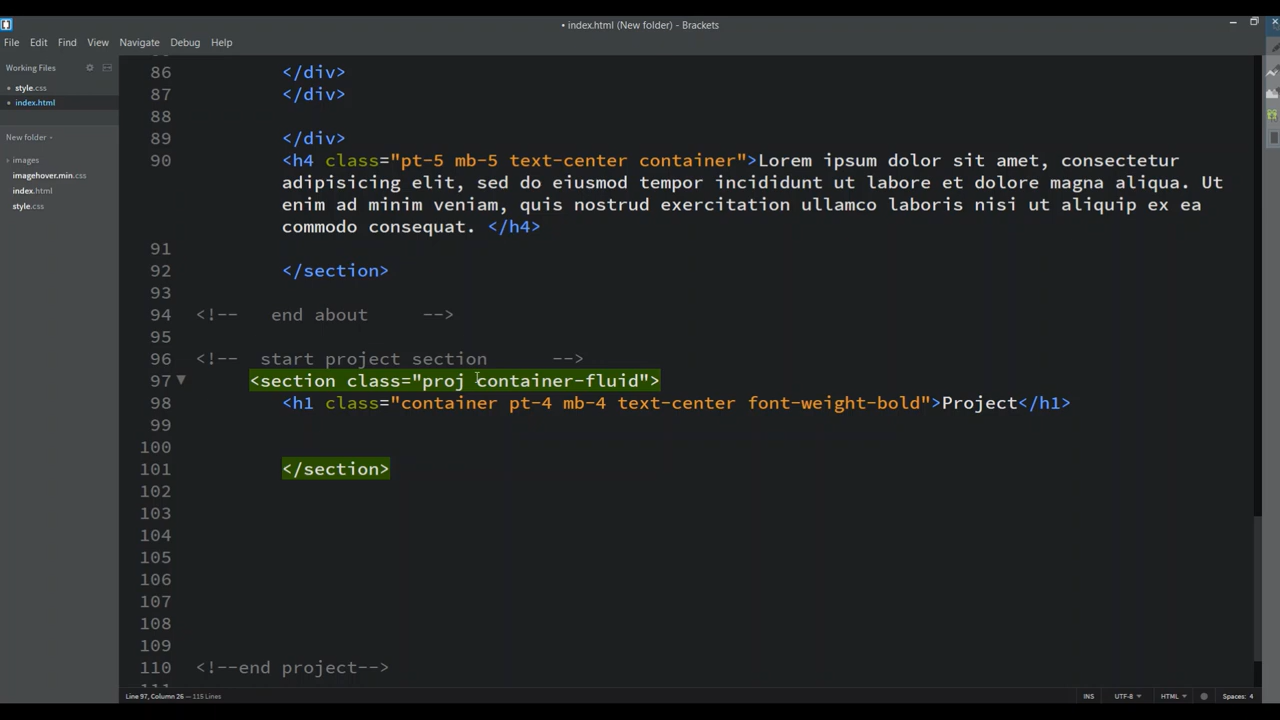 • index.html (New folder) - Brackets
File Edit Find View Navigate Debug Help
Working Files
style.css
index.html
New folder
images
imagehover.min.css
index.html
style.css
86 </div>
87 </div>
88
89 </div>
90 <h4 class="pt-5 mb-5 text-center container">Lorem ipsum dolor sit amet, consectetur
adipisicing elit, sed do eiusmod tempor incididunt ut labore et dolore magna aliqua. Ut
enim ad minim veniam, quis nostrud exercitation ullamco laboris nisi ut aliquip ex ea
commodo consequat. </h4>
91
92 </section>
93
94 <!-- end about -->
95
96 <!-- start project section -->
97 <section class="proj container-fluid">
98 <h1 class="container pt-4 mb-4 text-center font-weight-bold">Project</h1>
99
100
101 </section>
102
103
104
105
106
107
108
109
110 <!--end project-->
Line 97, Column 26 — 115 Lines
INS UTF-8 HTML Spaces: 4